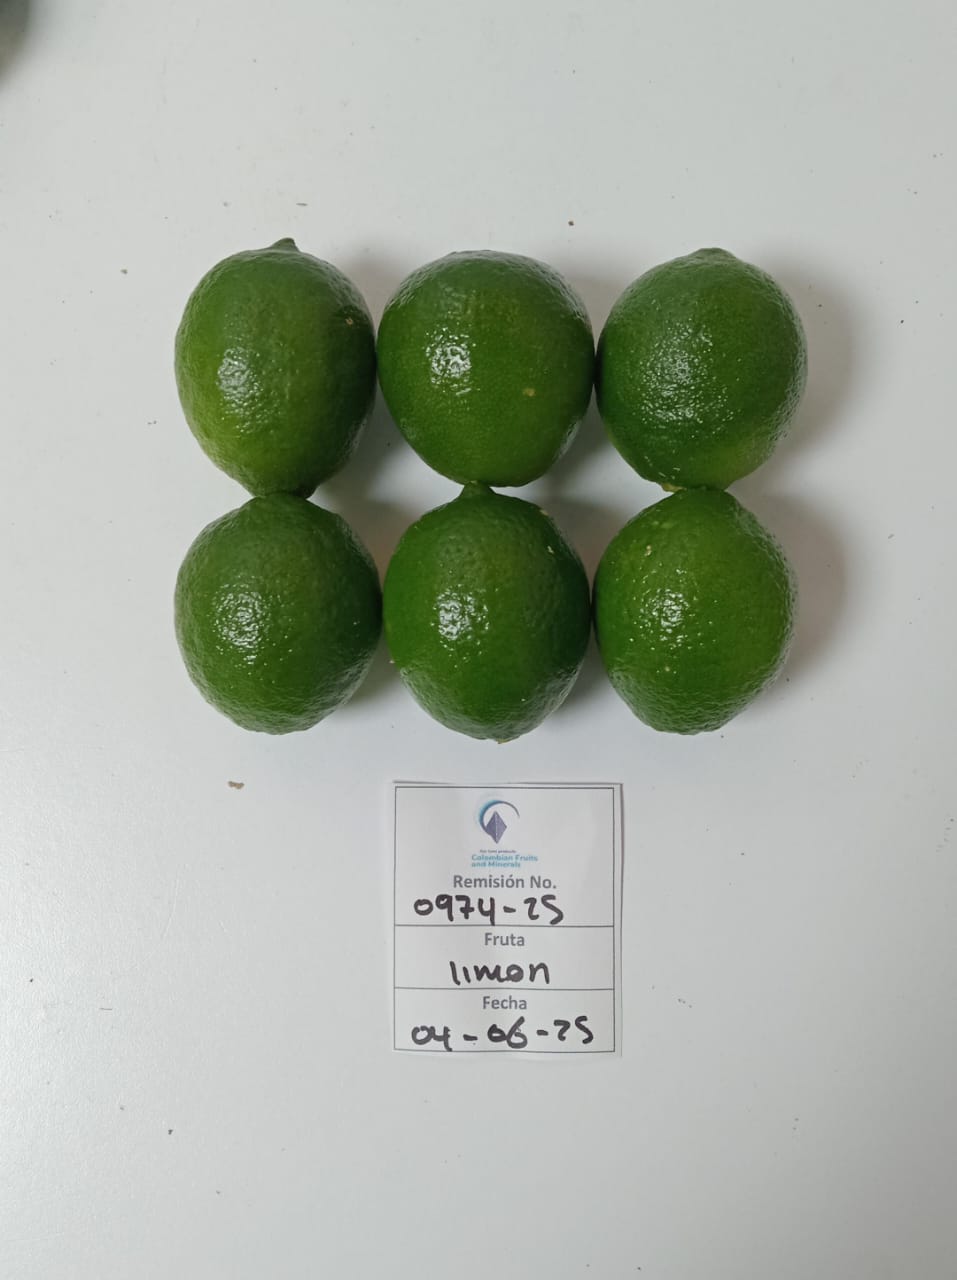 Colombian Fruits
and Minerals
Remisión No.
0974-25
Fruta
limon
Fecha
04-06-25